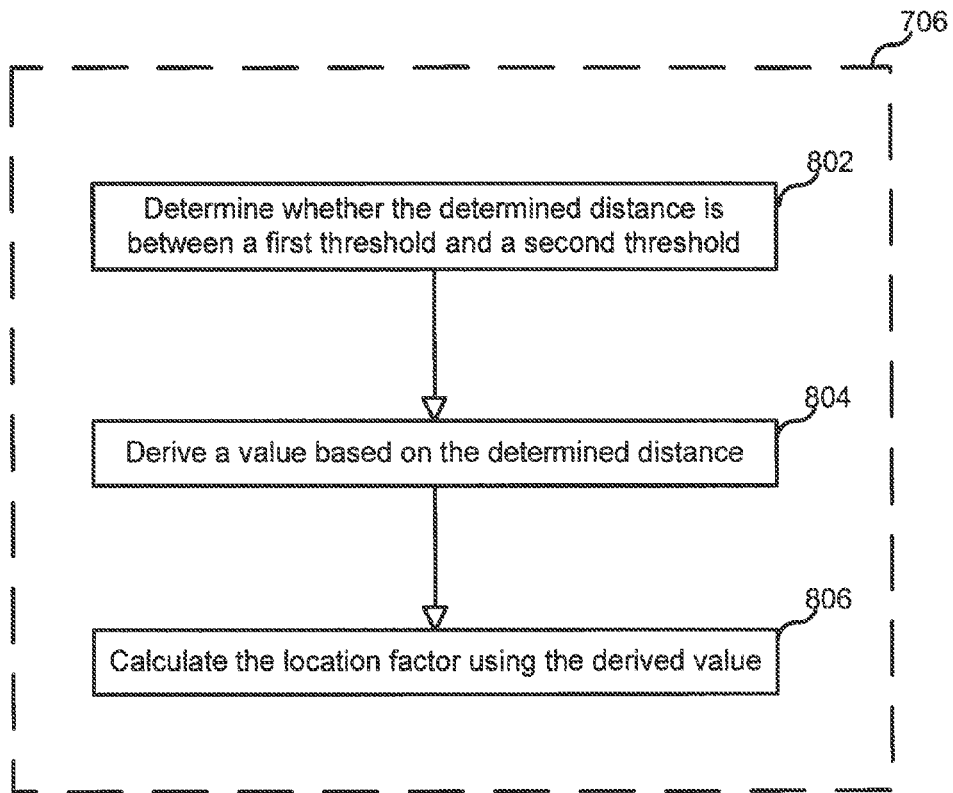 706
802
Determine whether the determined distance is
between a first threshold and a second threshold
804
Derive a value based on the determined distance
806
Calculate the location factor using the derived value